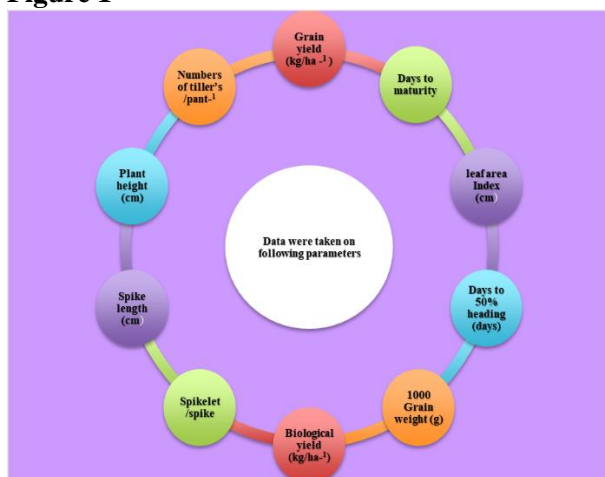 Figure 1
Grain
yield
(kg/ha -¹ )
Days to
maturity
leaf area
Index
(cm)
Days to
50%
heading
(days)
1000
Grain
weight (g)
Biological
yield
(kg/ha-¹)
Spikelet
/spike
Spike
length
(cm)
Plant
height
(cm)
Numbers
of tiller's
/pant-¹
Data were taken on
following parameters